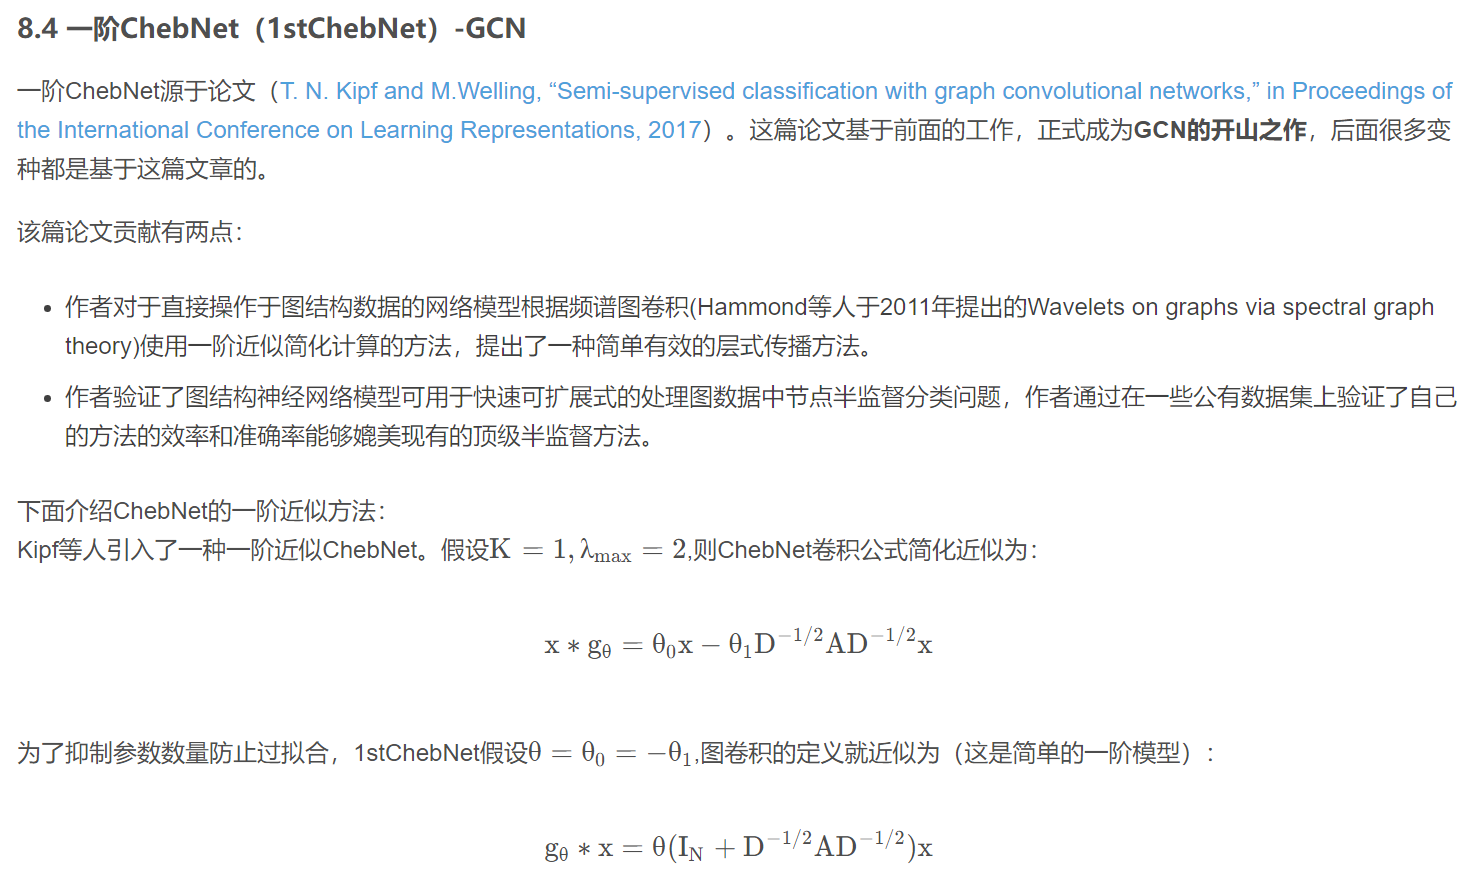 8.4 一阶ChebNet（1stChebNet）-GCN
一阶ChebNet源于论文（T. N. Kipf and M.Welling, “Semi-supervised classification with graph convolutional networks,” in Proceedings of
the International Conference on Learning Representations, 2017）。这篇论文基于前面的工作，正式成为GCN的开山之作，后面很多变
种都是基于这篇文章的。
该篇论文贡献有两点：
• 作者对于直接操作于图结构数据的网络模型根据频谱图卷积(Hammond等人于2011年提出的Wavelets on graphs via spectral graph
theory)使用一阶近似简化计算的方法，提出了一种简单有效的层式传播方法。
• 作者验证了图结构神经网络模型可用于快速可扩展式的处理图数据中节点半监督分类问题，作者通过在一些公有数据集上验证了自己
的方法的效率和准确率能够媲美现有的顶级半监督方法。
下面介绍ChebNet的一阶近似方法：
Kipf等人引入了一种一阶近似ChebNet。假设K = 1, λ_max = 2,则ChebNet卷积公式简化近似为：
x ∗ g_θ = θ_0x − θ_1D^{−1/2}AD^{−1/2}x
为了抑制参数数量防止过拟合，1stChebNet假设θ = θ_0 = −θ_1,图卷积的定义就近似为（这是简单的一阶模型）：
g_θ ∗ x = θ(I_N + D^{−1/2}AD^{−1/2})x